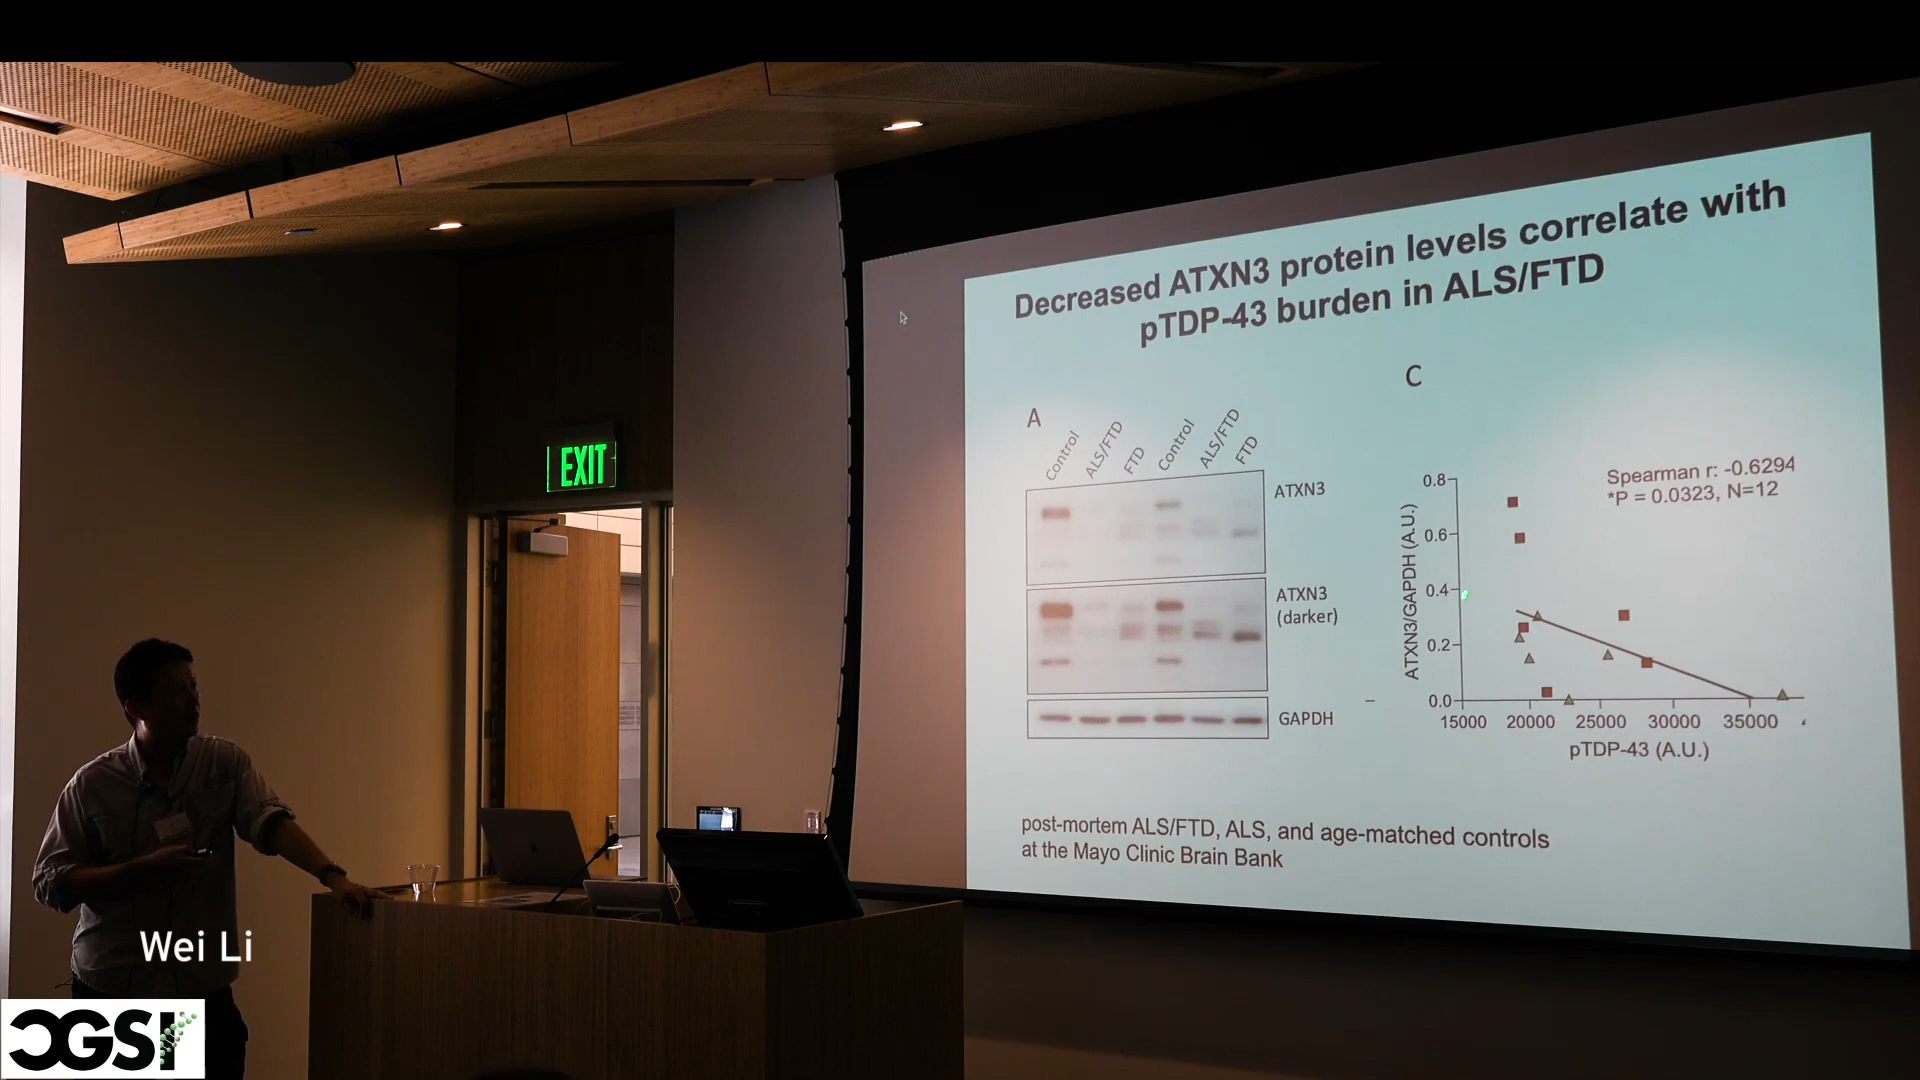 Decreased ATXN3 protein levels correlate with
pTDP-43 burden in ALS/FTD
A
Control
ALS/FTD
FTD
Control
ALS/FTD
FTD
ATXN3
ATXN3
(darker)
GAPDH
C
Spearman r: -0.6294
*P = 0.0323, N=12
ATXN3/GAPDH (A.U.)
0.8
0.6
0.4
0.2
0.0
15000 20000 25000 30000 35000
pTDP-43 (A.U.)
post-mortem ALS/FTD, ALS, and age-matched controls
at the Mayo Clinic Brain Bank
EXIT
Wei Li
CGSI